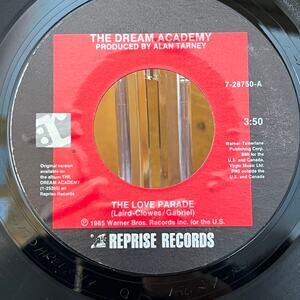 THE DREAM ACADEMY
PRODUCED BY ALAN TARNEY
7-28750-A
3:50
Original version
available on
the album THE
DREAM ACADEMY
(1-25265) on
Reprise Records
Warner-Tamerlane
Publishing Corp.
BMI for the
U.S. and Canada.
Virgin Music Ltd.
PRS outside the
U.S. and Canada.
THE LOVE PARADE
(Laird-Clowes/Gabriel)
℗ 1985 Warner Bros. Records Inc. for the U.S.
REPRISE RECORDS